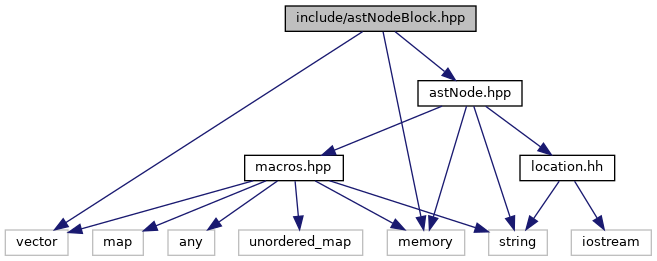 include/astNodeBlock.hpp
astNode.hpp
macros.hpp
location.hh
vector
map
any
unordered_map
memory
string
iostream